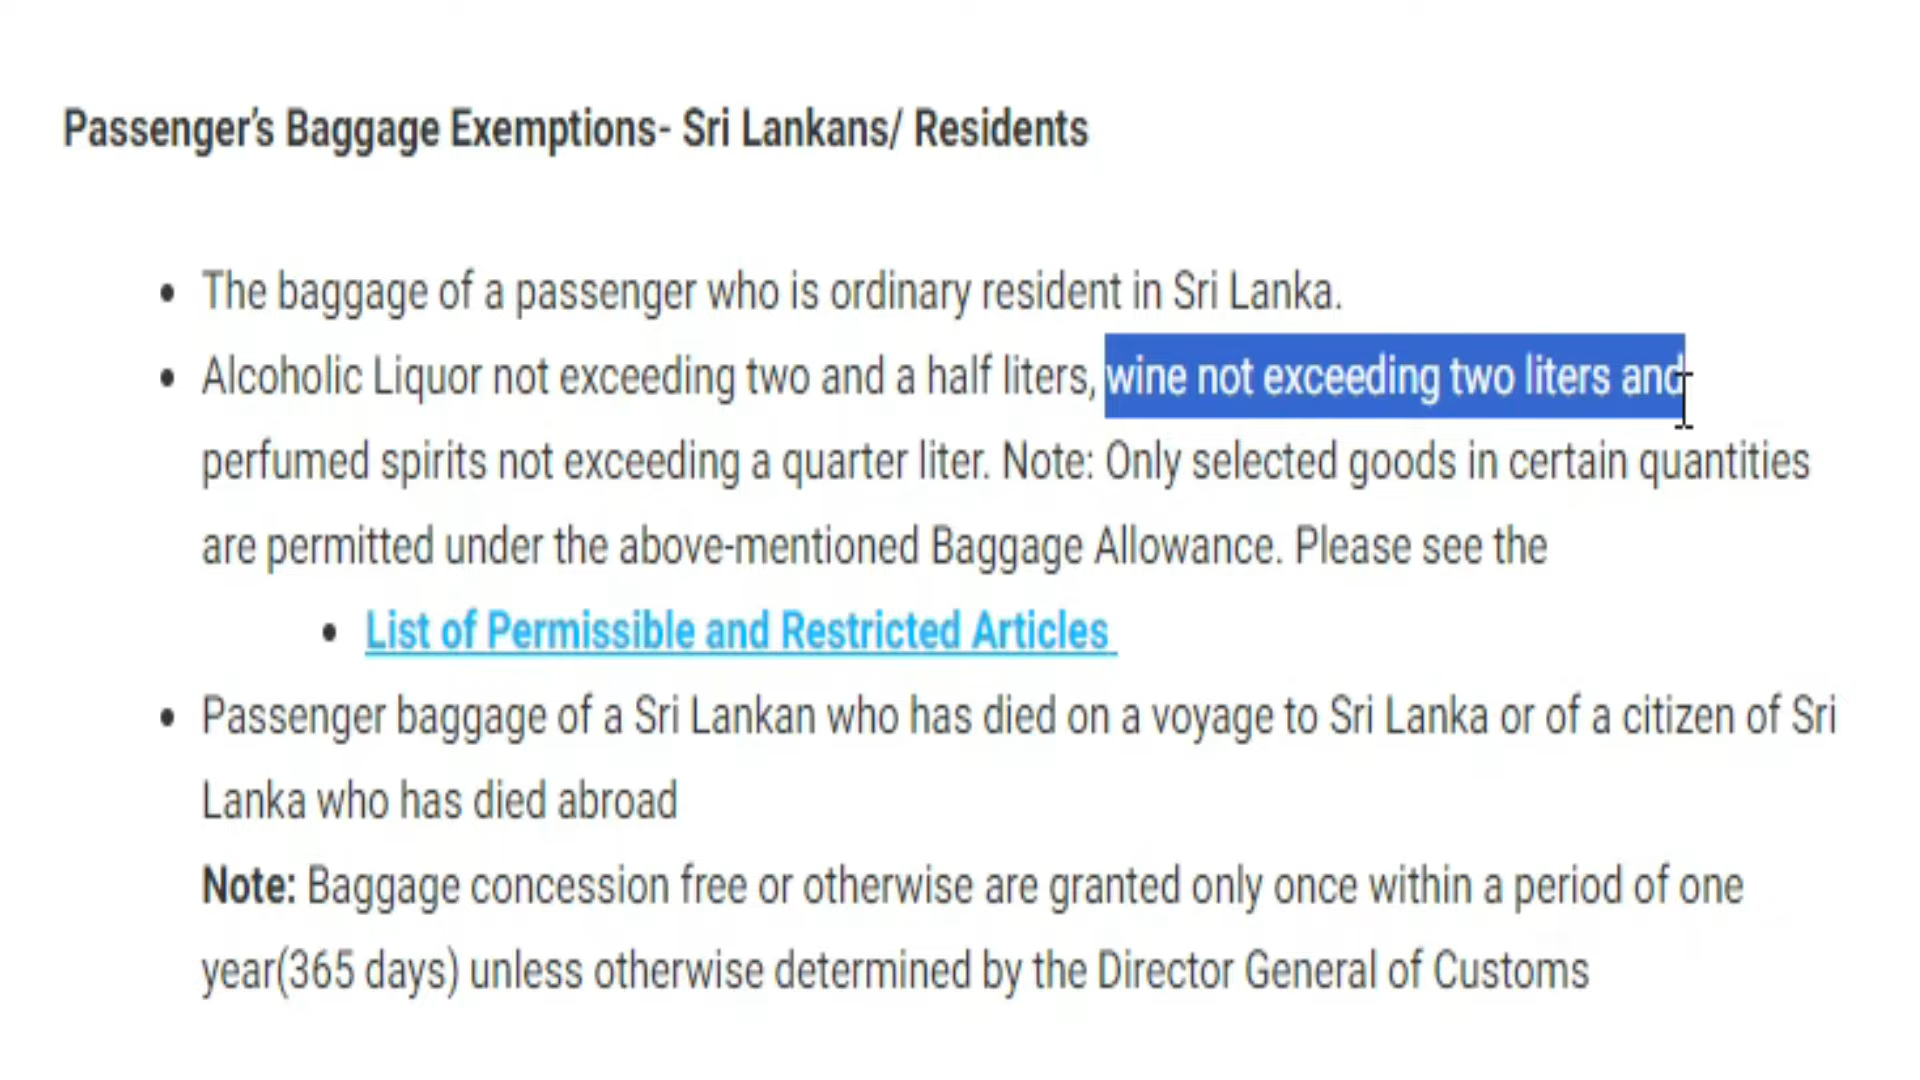 Passenger’s Baggage Exemptions- Sri Lankans/ Residents
• The baggage of a passenger who is ordinary resident in Sri Lanka.
• Alcoholic Liquor not exceeding two and a half liters, wine not exceeding two liters and
perfumed spirits not exceeding a quarter liter. Note: Only selected goods in certain quantities
are permitted under the above-mentioned Baggage Allowance. Please see the
• List of Permissible and Restricted Articles
• Passenger baggage of a Sri Lankan who has died on a voyage to Sri Lanka or of a citizen of Sri
Lanka who has died abroad
Note: Baggage concession free or otherwise are granted only once within a period of one
year(365 days) unless otherwise determined by the Director General of Customs